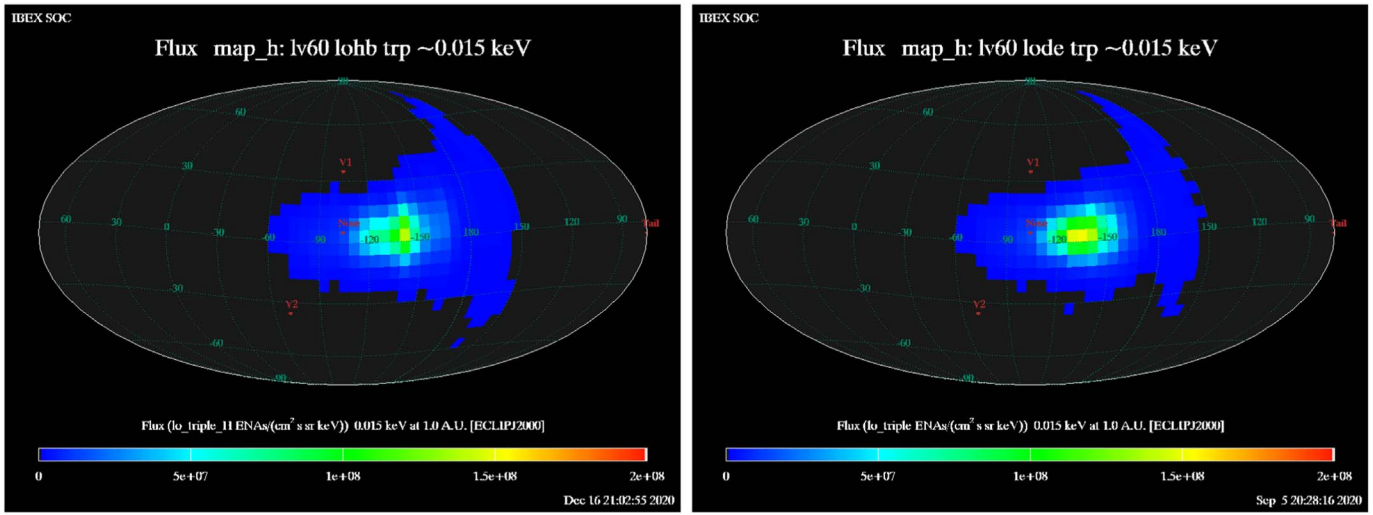 IBEX SOC
Flux map_h: lv60 lohb trp ~0.015 keV
90
60
V1
30
30
60 30 0 -60 Nose -90 -120 -150 180 150 120 90 Tail
-30
-30
V2
-60
-60
-90
Flux (lo_triple_H ENAs/(cm² s sr keV)) 0.015 keV at 1.0 A.U. [ECLIPJ2000]
0 5e+07 1e+08 1.5e+08 2e+08
Dec 16 21:02:55 2020
IBEX SOC
Flux map_h: lv60 lode trp ~0.015 keV
90
60
V1
30
30
60 30 0 -60 Nose -90 -120 -150 180 150 120 90 Tail
-30
-30
V2
-60
-60
-90
Flux (lo_triple ENAs/(cm² s sr keV)) 0.015 keV at 1.0 A.U. [ECLIPJ2000]
0 5e+07 1e+08 1.5e+08 2e+08
Sep 5 20:28:16 2020